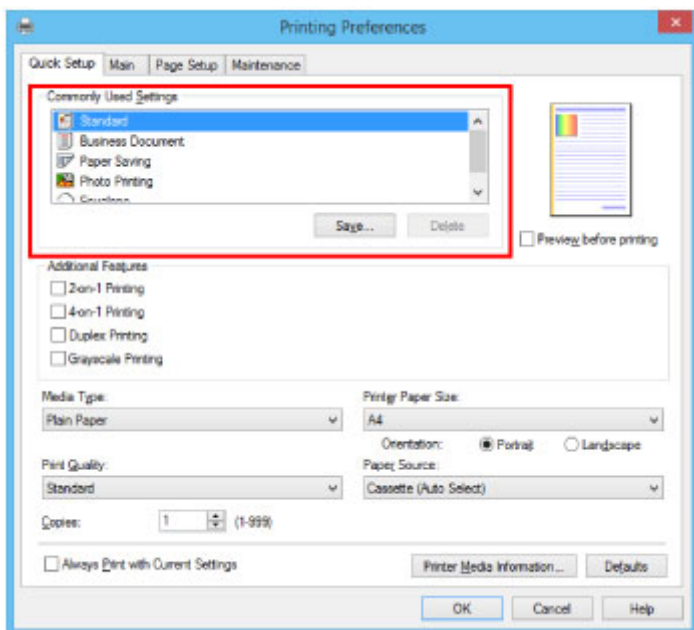 Printing Preferences
Quick Setup Main Page Setup Maintenance
Commonly Used Settings
Standard
Business Document
Paper Saving
Photo Printing
Envelope
Save... Delete
Preview before printing
Additional Features
2-on-1 Printing
4-on-1 Printing
Duplex Printing
Grayscale Printing
Media Type: Printer Paper Size:
Plain Paper A4
Orientation: Portrait Landscape
Print Quality: Paper Source:
Standard Cassette (Auto Select)
Copies: 1 (1-999)
Always Print with Current Settings Printer Media Information... Defaults
OK Cancel Help